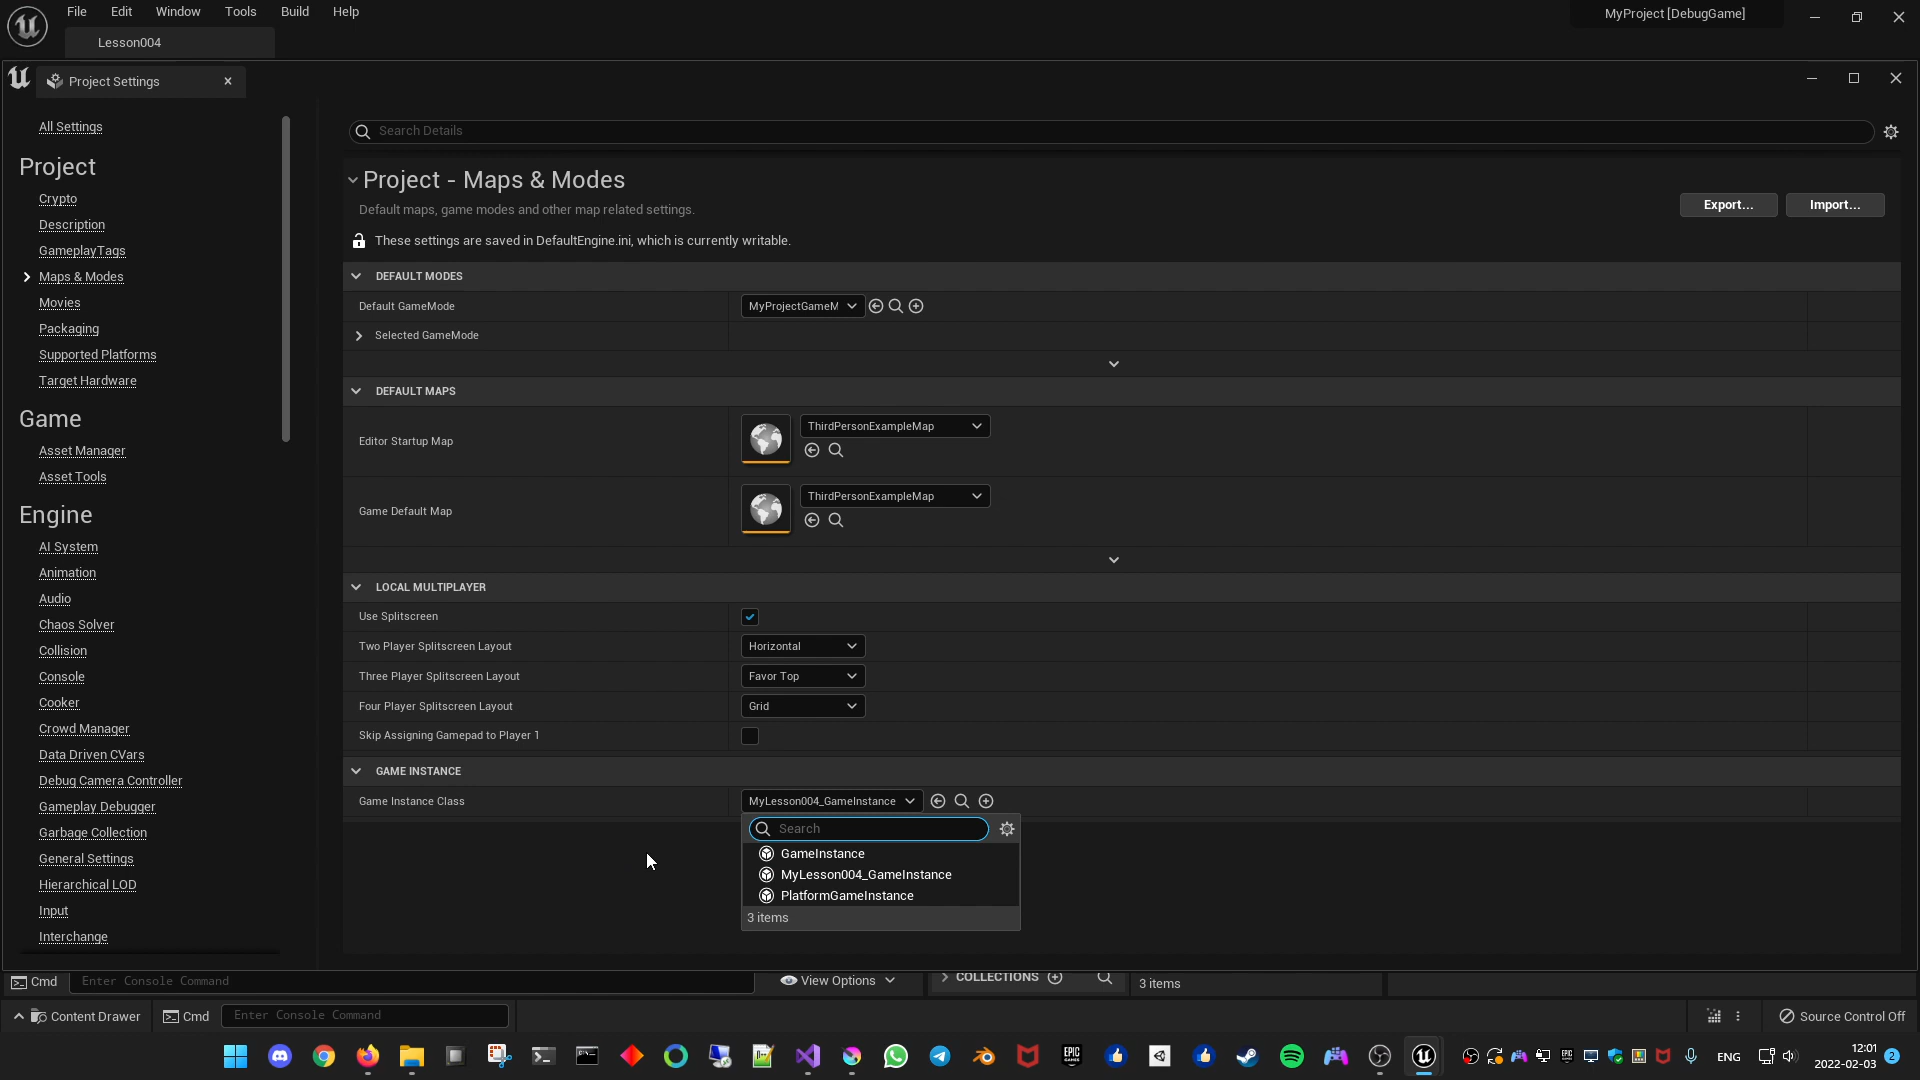 File Edit Window Tools Build Help
MyProject [DebugGame]
Lesson004
Project Settings
All Settings
Project
Crypto
Description
GameplayTags
Maps & Modes
Movies
Packaging
Supported Platforms
Target Hardware
Game
Asset Manager
Asset Tools
Engine
AI System
Animation
Audio
Chaos Solver
Collision
Console
Cooker
Crowd Manager
Data Driven CVars
Debug Camera Controller
Gameplay Debugger
Garbage Collection
General Settings
Hierarchical LOD
Input
Interchange
Search Details
Project - Maps & Modes
Default maps, game modes and other map related settings.
Export... Import...
These settings are saved in DefaultEngine.ini, which is currently writable.
DEFAULT MODES
Default GameMode MyProjectGameM
Selected GameMode
DEFAULT MAPS
Editor Startup Map ThirdPersonExampleMap
Game Default Map ThirdPersonExampleMap
LOCAL MULTIPLAYER
Use Splitscreen
Two Player Splitscreen Layout Horizontal
Three Player Splitscreen Layout Favor Top
Four Player Splitscreen Layout Grid
Skip Assigning Gamepad to Player 1
GAME INSTANCE
Game Instance Class MyLesson004_GameInstance
Search
GameInstance
MyLesson004_GameInstance
PlatformGameInstance
3 items
Cmd Enter Console Command View Options COLLECTIONS 3 items
Content Drawer Cmd Enter Console Command Source Control Off
EPIC GAMES
ENG
12:01
2022-02-03
2